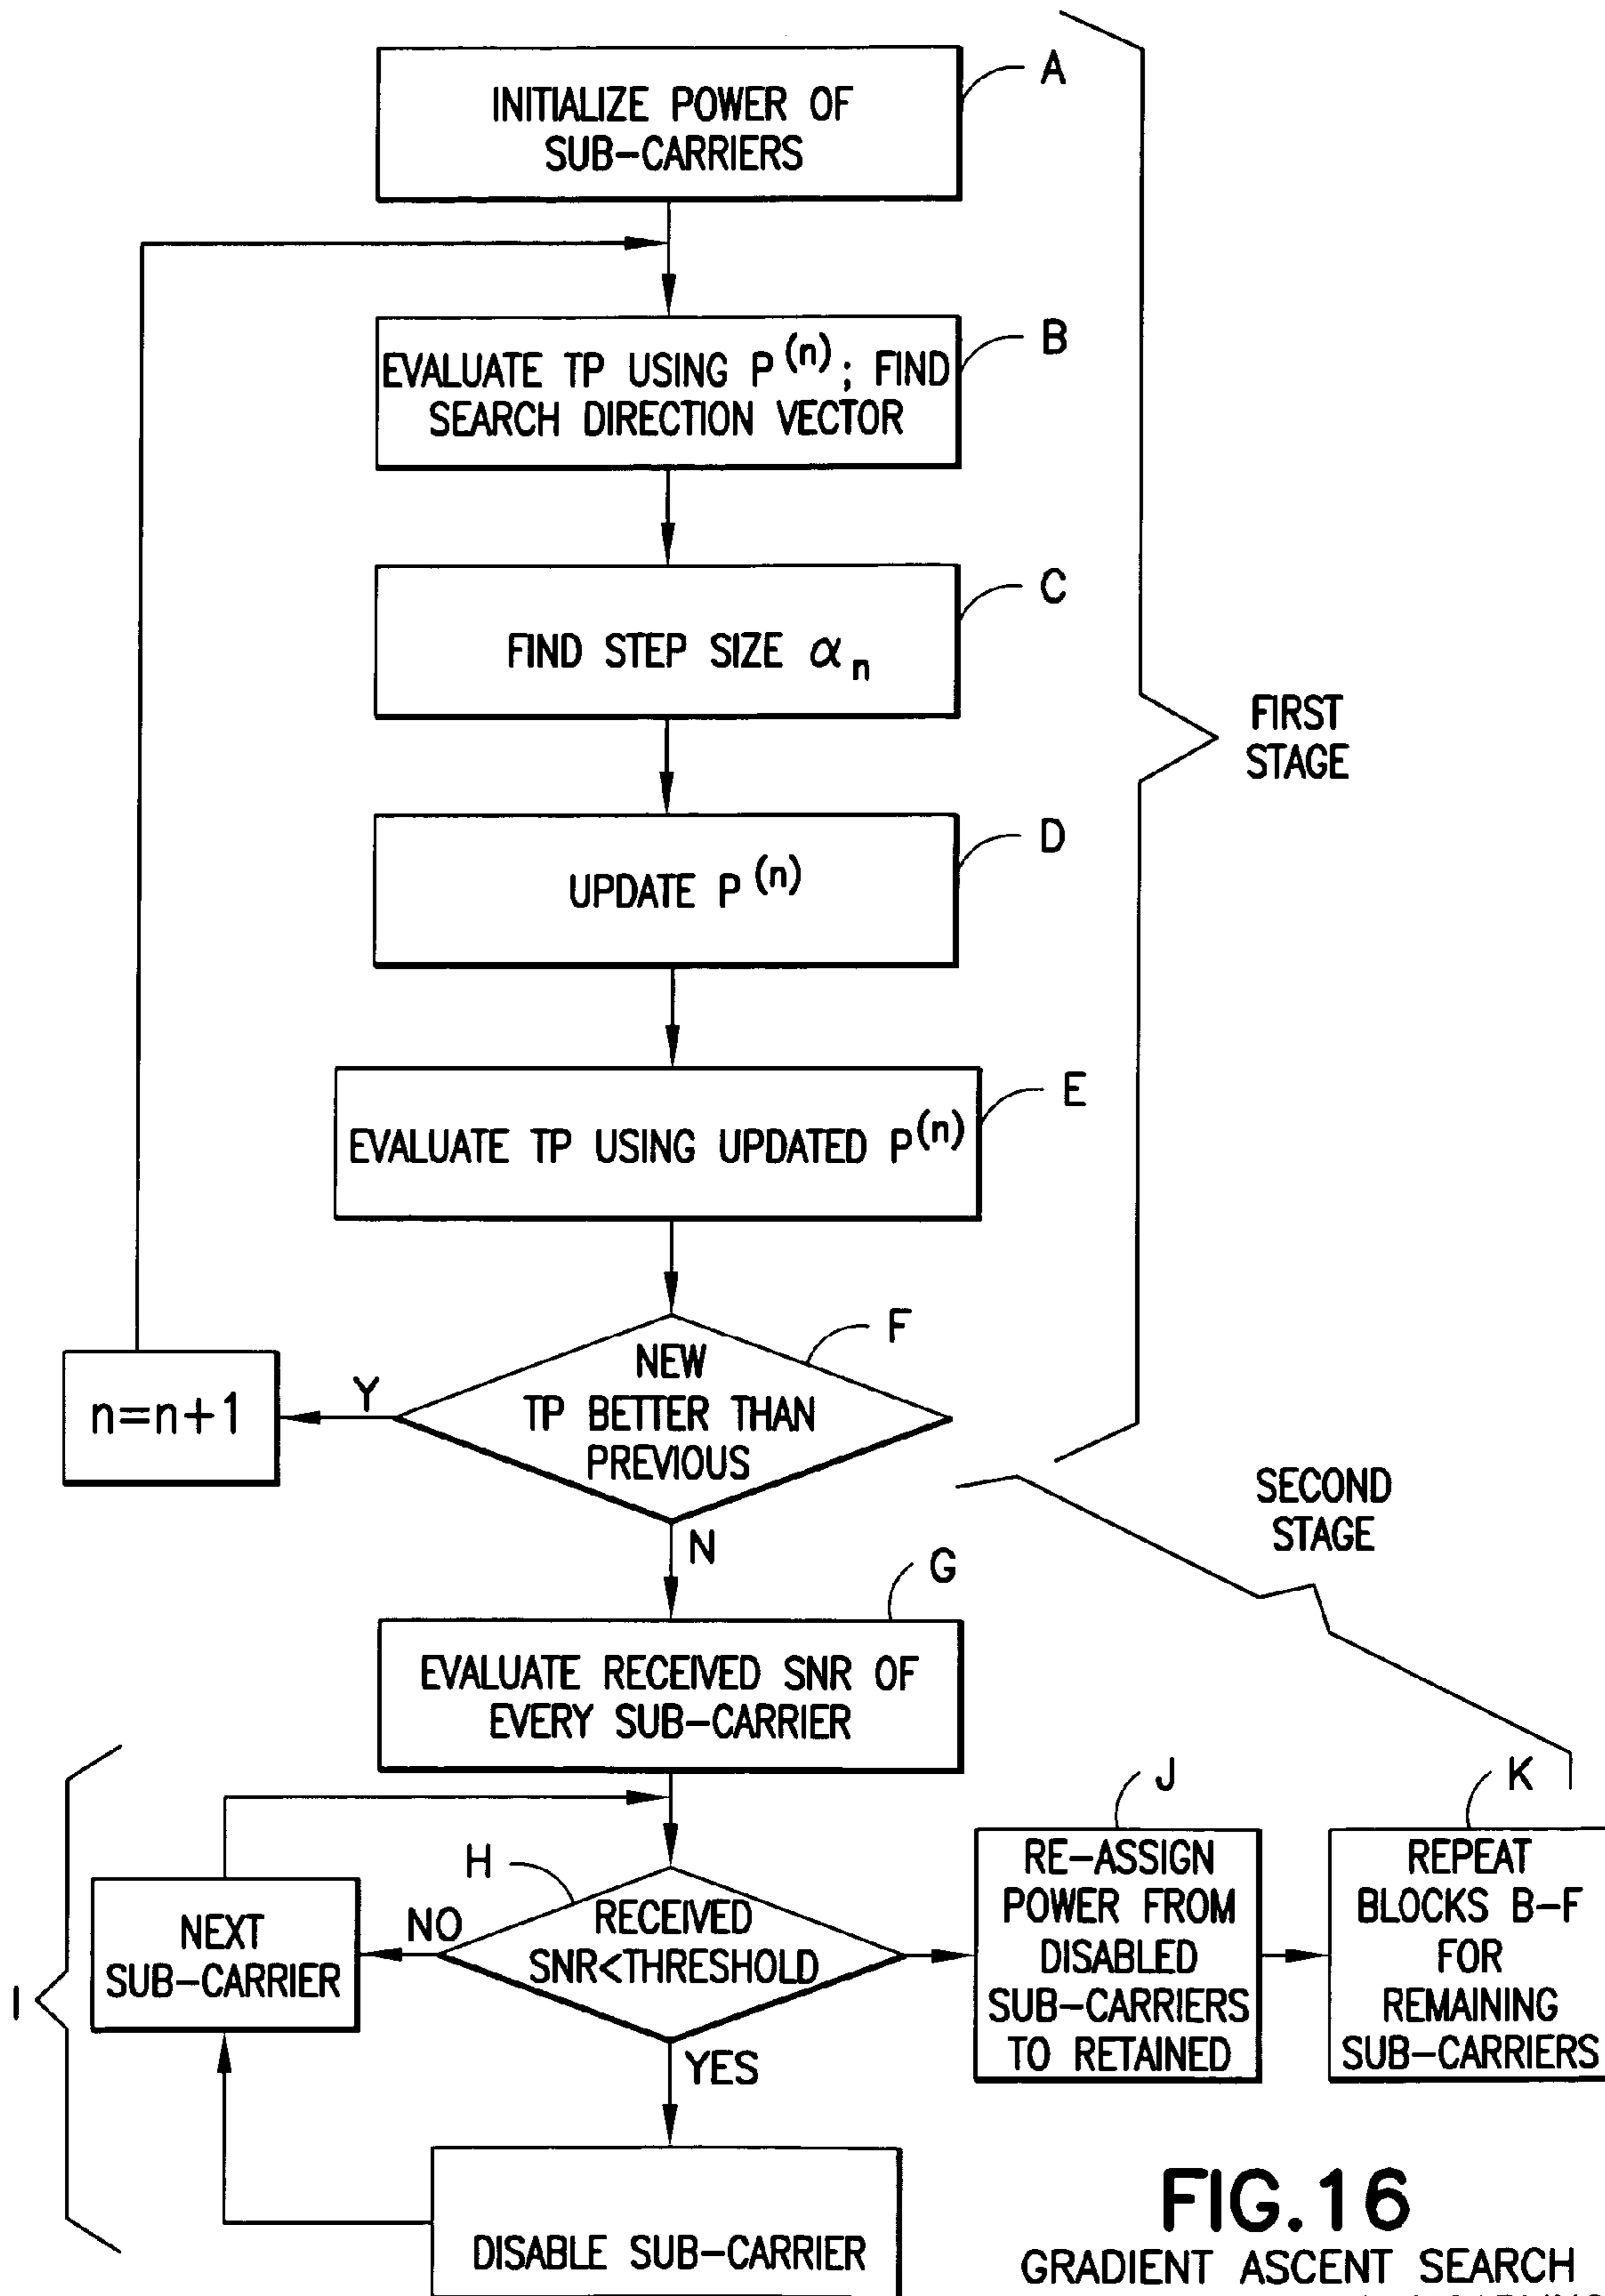 INITIALIZE POWER OF
SUB-CARRIERS
A
EVALUATE TP USING P(n); FIND
SEARCH DIRECTION VECTOR
B
FIND STEP SIZE αn
C
FIRST
STAGE
UPDATE P(n)
D
EVALUATE TP USING UPDATED P(n)
E
NEW
TP BETTER THAN
PREVIOUS
F
Y
n=n+1
N
SECOND
STAGE
EVALUATE RECEIVED SNR OF
EVERY SUB-CARRIER
G
I
H
RECEIVED
SNR<THRESHOLD
NO
NEXT
SUB-CARRIER
YES
DISABLE SUB-CARRIER
J
RE-ASSIGN
POWER FROM
DISABLED
SUB-CARRIERS
TO RETAINED
K
REPEAT
BLOCKS B-F
FOR
REMAINING
SUB-CARRIERS
FIG.16
GRADIENT ASCENT SEARCH